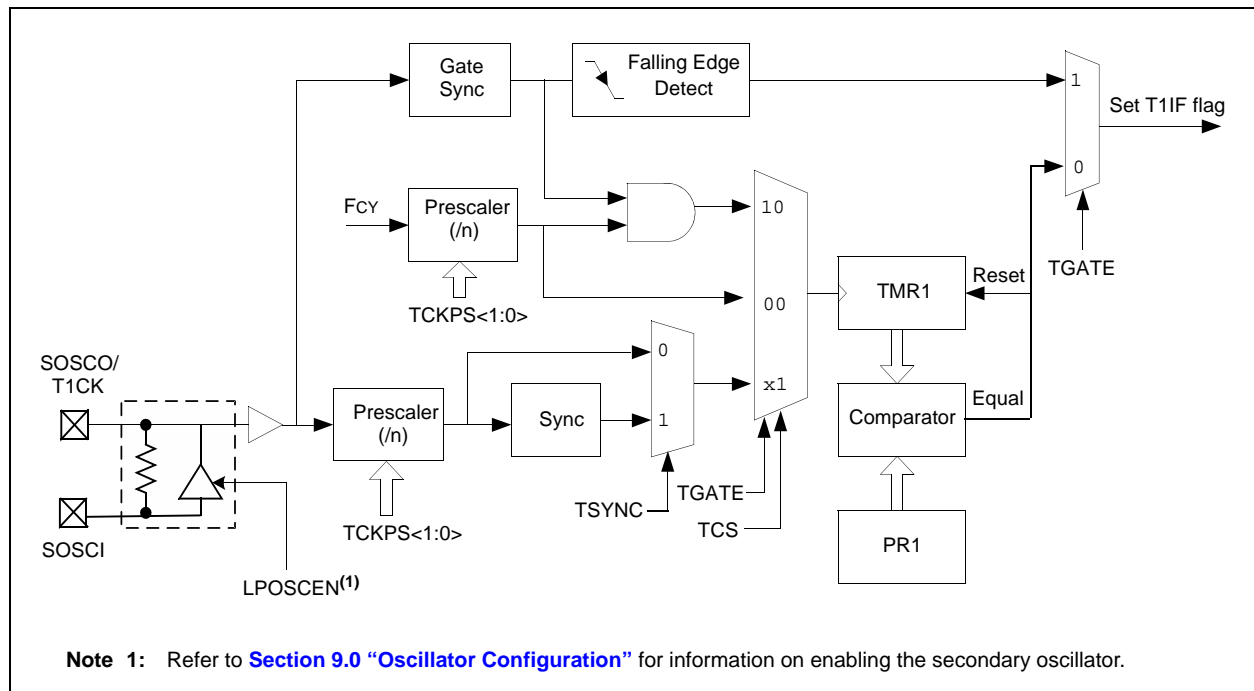 Gate
Sync
Falling Edge
Detect
1
Set T1IF flag
0
TGATE
FCY
Prescaler
(/n)
TCKPS<1:0>
10
00
x1
TMR1
Reset
SOSCO/
T1CK
SOSCI
Prescaler
(/n)
TCKPS<1:0>
Sync
0
1
TSYNC
TGATE
TCS
Comparator
Equal
PR1
LPOSCEN(1)
Note 1: Refer to Section 9.0 “Oscillator Configuration” for information on enabling the secondary oscillator.